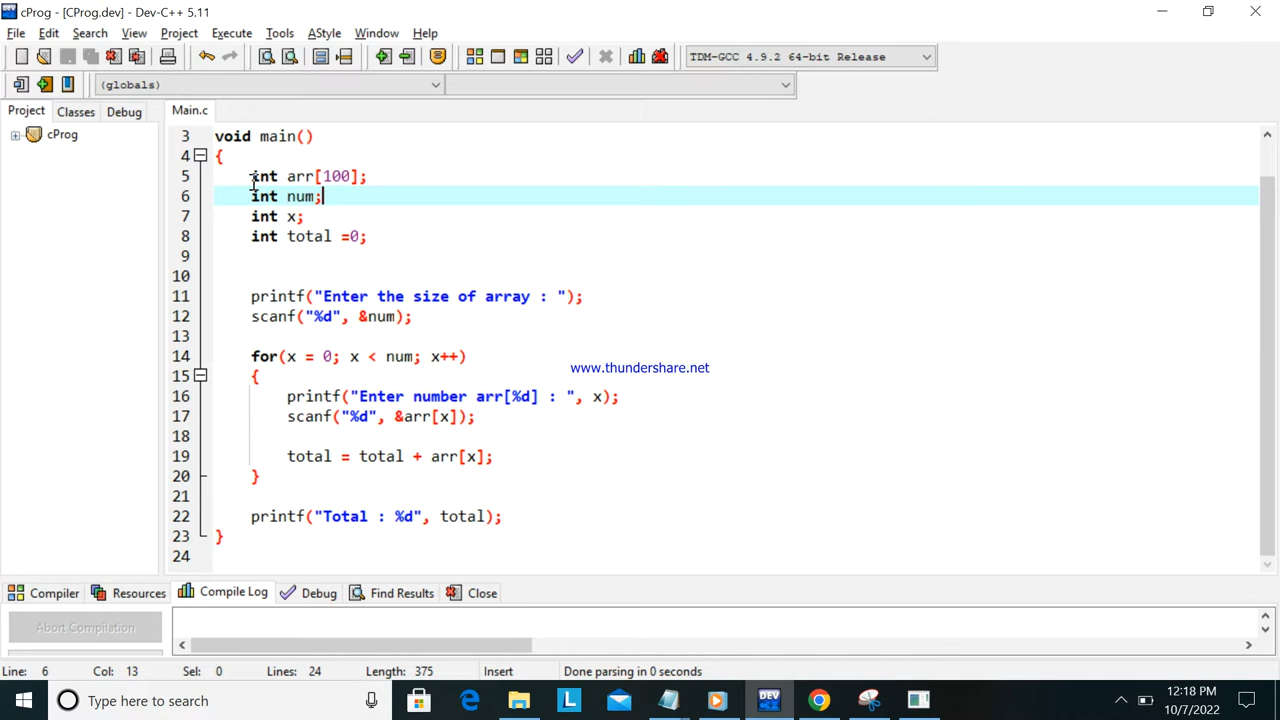 cProg - [CProg.dev] - Dev-C++ 5.11
File Edit Search View Project Execute Tools AStyle Window Help
TDM-GCC 4.9.2 64-bit Release
(globals)
Project Classes Debug Main.c
cProg
3 void main()
4 {
5 int arr[100];
6 int num;
7 int x;
8 int total =0;
9
10
11 printf("Enter the size of array : ");
12 scanf("%d", &num);
13
14 for(x = 0; x < num; x++)
www.thundershare.net
15 {
16 printf("Enter number arr[%d] : ", x);
17 scanf("%d", &arr[x]);
18
19 total = total + arr[x];
20 }
21
22 printf("Total : %d", total);
23 }
24
Compiler Resources Compile Log Debug Find Results Close
Abort Compilation
Line: 6 Col: 13 Sel: 0 Lines: 24 Length: 375 Insert Done parsing in 0 seconds
Type here to search
L
DEV
C++
12:18 PM
10/7/2022